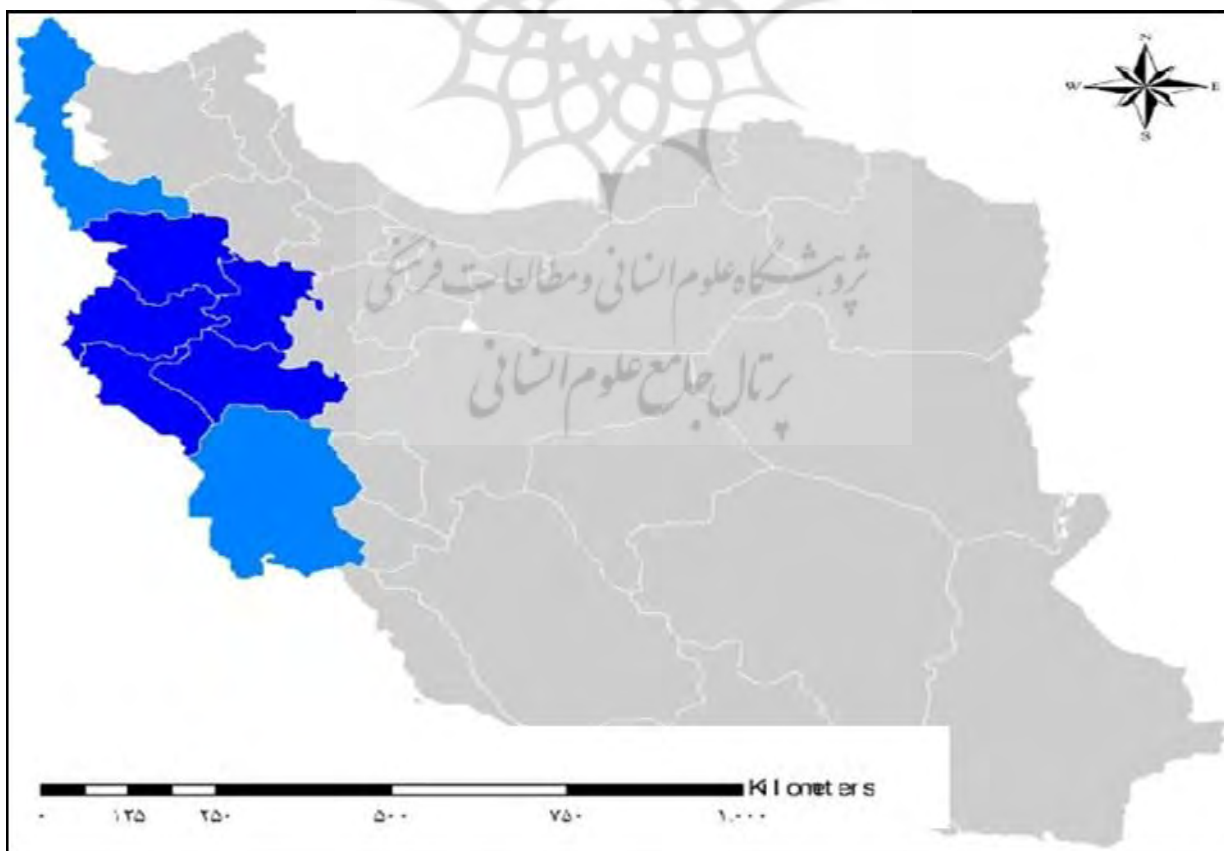 N
W E
S
پژوهشگاه علوم انسانی و مطالعات فرهنگی
پرتال جامع علوم انسانی
Kilometers
۰ ۱۲۵ ۲۵۰ ۵۰۰ ۷۵۰ ۱,۰۰۰